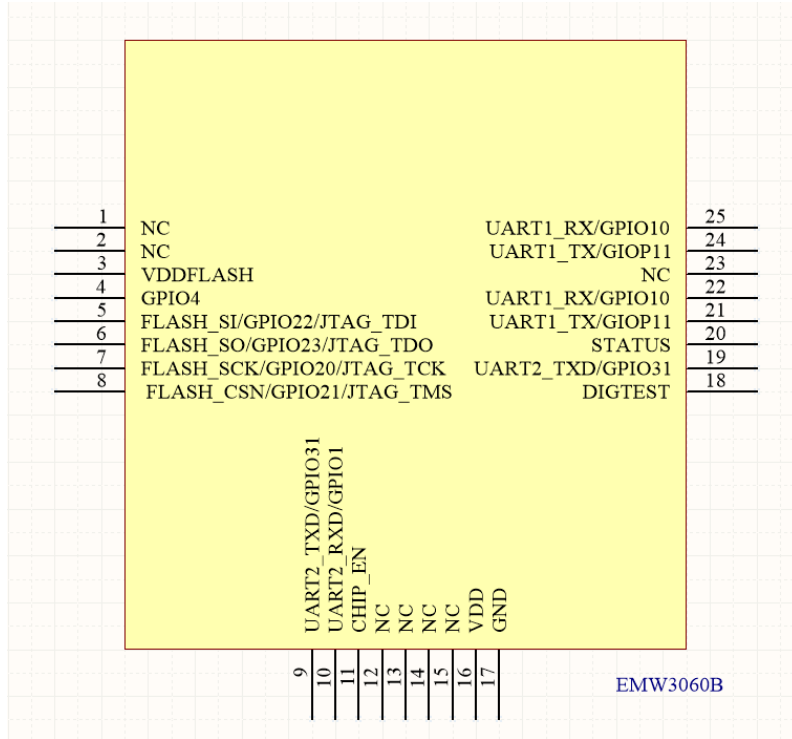 1 NC
2 NC
3 VDDFLASH
4 GPIO4
5 FLASH_SI/GPIO22/JTAG_TDI
6 FLASH_SO/GPIO23/JTAG_TDO
7 FLASH_SCK/GPIO20/JTAG_TCK
8 FLASH_CSN/GPIO21/JTAG_TMS
UART1_RX/GPIO10 25
UART1_TX/GIOP11 24
NC 23
UART1_RX/GPIO10 22
UART1_TX/GIOP11 21
STATUS 20
UART2_TXD/GPIO31 19
DIGTEST 18
9 UART2_TXD/GPIO31
10 UART2_RXD/GPIO1
11 CHIP_EN
12 NC
13 NC
14 NC
15 NC
16 VDD
17 GND
EMW3060B